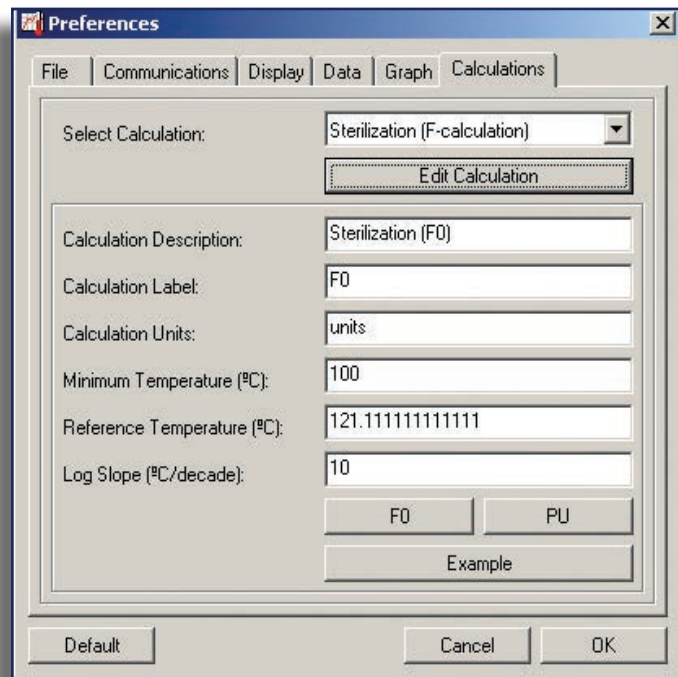 Preferences
File Communications Display Data Graph Calculations
Select Calculation: Sterilization (F-calculation)
Edit Calculation
Calculation Description: Sterilization (F0)
Calculation Label: F0
Calculation Units: units
Minimum Temperature (ºC): 100
Reference Temperature (ºC): 121.111111111111
Log Slope (ºC/decade): 10
F0 PU
Example
Default Cancel OK